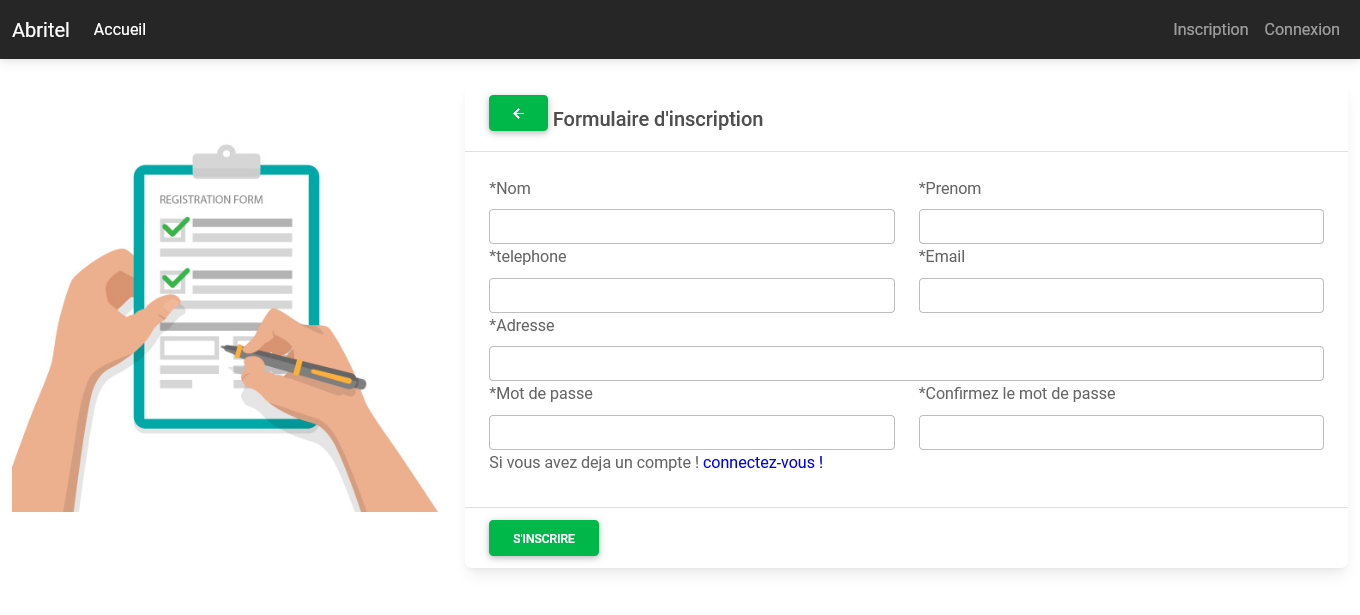 Abritel Accueil Inscription Connexion
Formulaire d'inscription
REGISTRATION FORM
*Nom *Prenom
*telephone *Email
*Adresse
*Mot de passe *Confirmez le mot de passe
Si vous avez deja un compte ! connectez-vous !
S'INSCRIRE